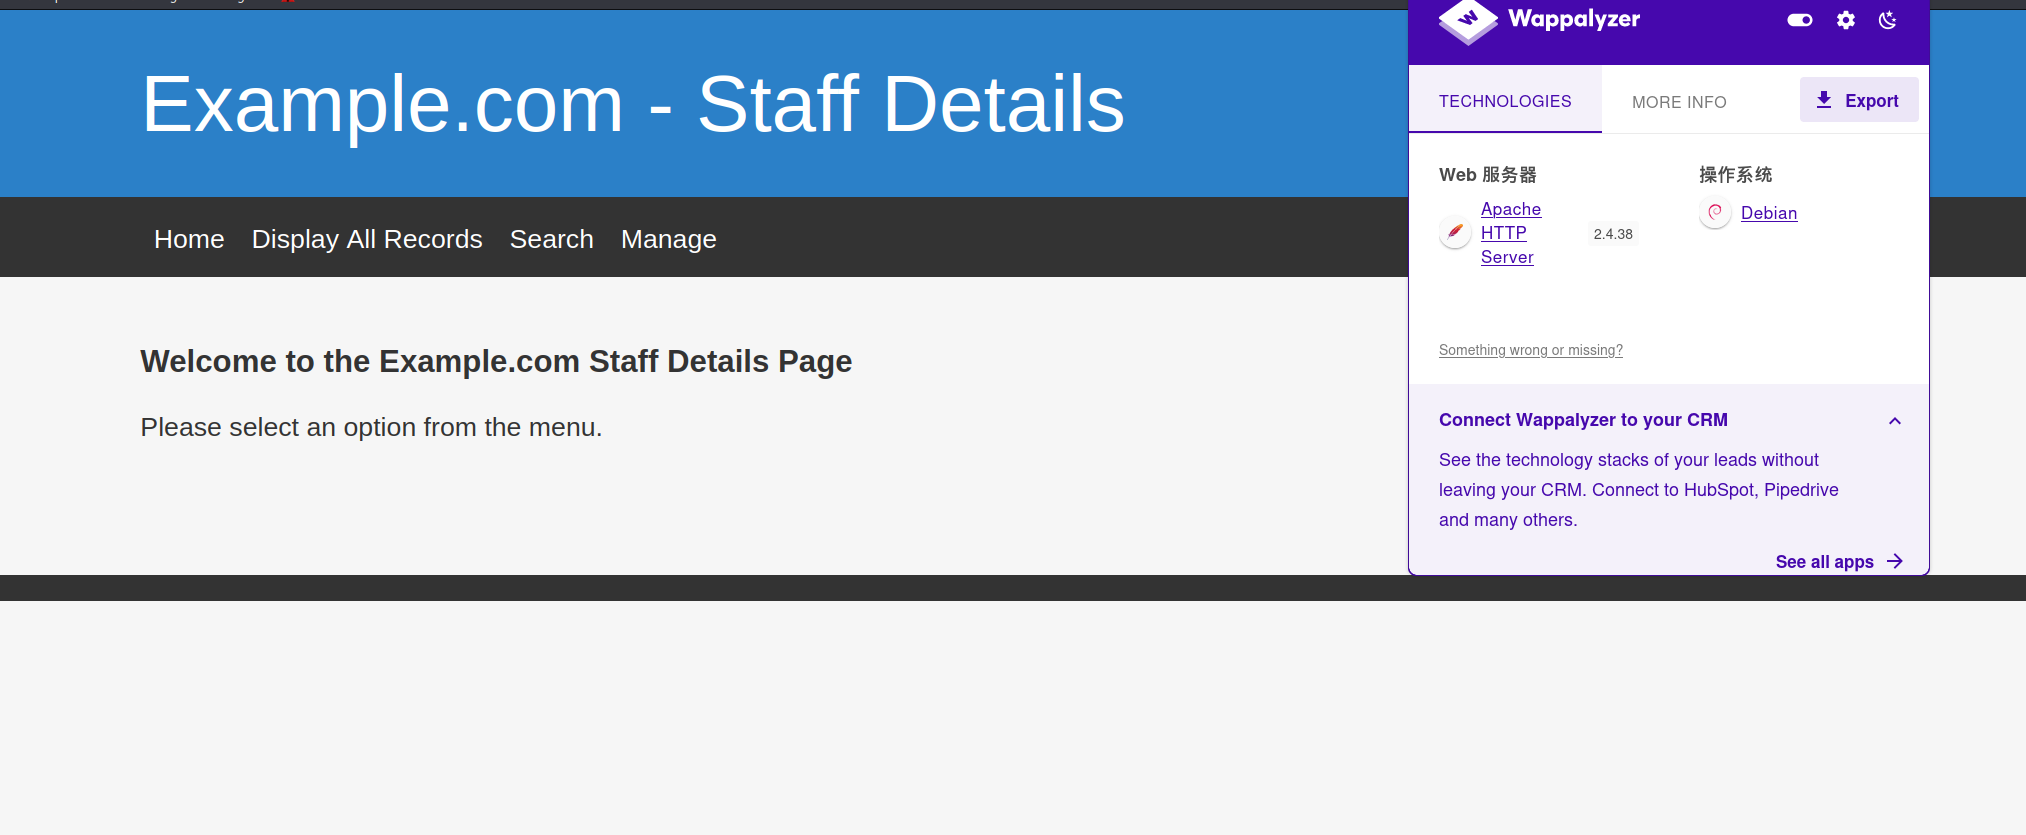 Example.com - Staff Details
Home Display All Records Search Manage
Welcome to the Example.com Staff Details Page
Please select an option from the menu.
Wappalyzer
TECHNOLOGIES MORE INFO Export
Web 服务器
Apache
HTTP
Server
2.4.38
操作系统
Debian
Something wrong or missing?
Connect Wappalyzer to your CRM
See the technology stacks of your leads without
leaving your CRM. Connect to HubSpot, Pipedrive
and many others.
See all apps